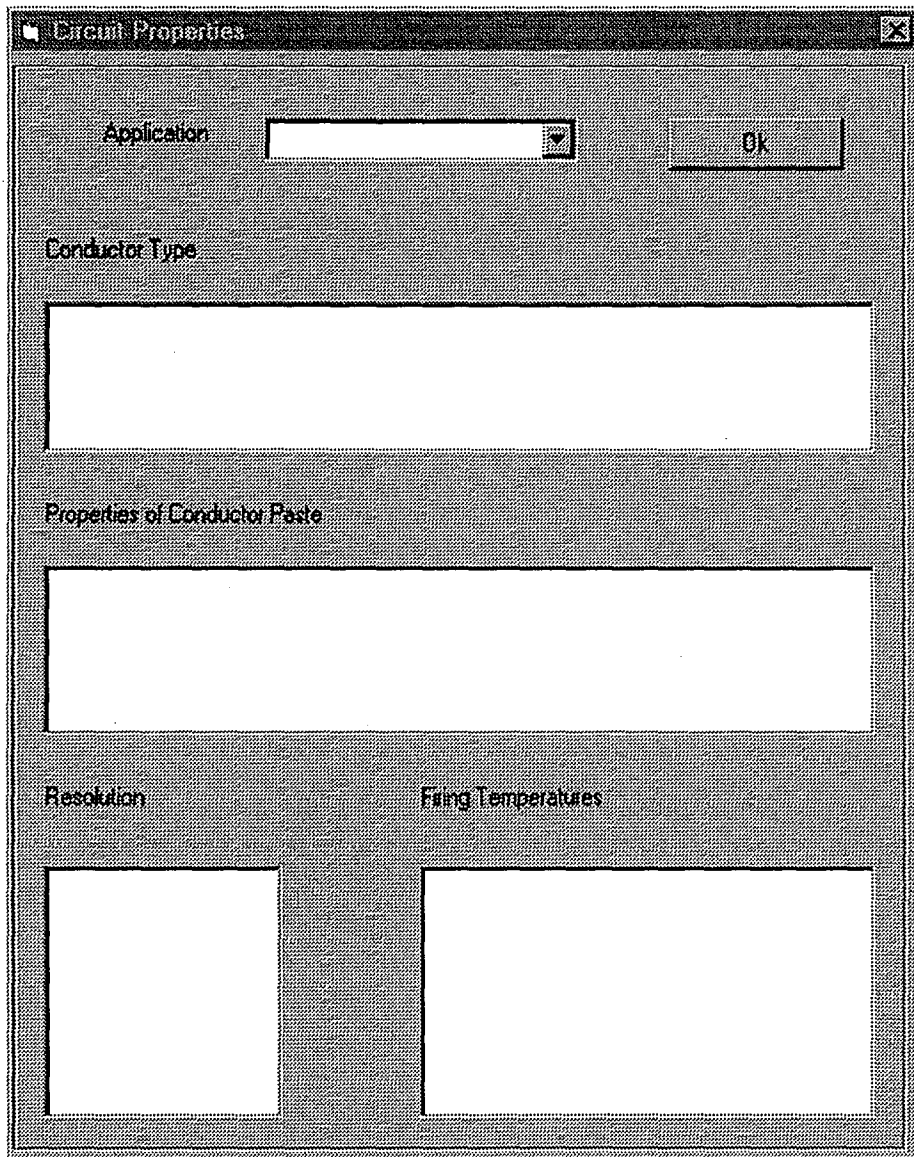 Circuit Properties
Application
Ok
Conductor Type
Properties of Conductor Paste
Resolution
Firing Temperatures